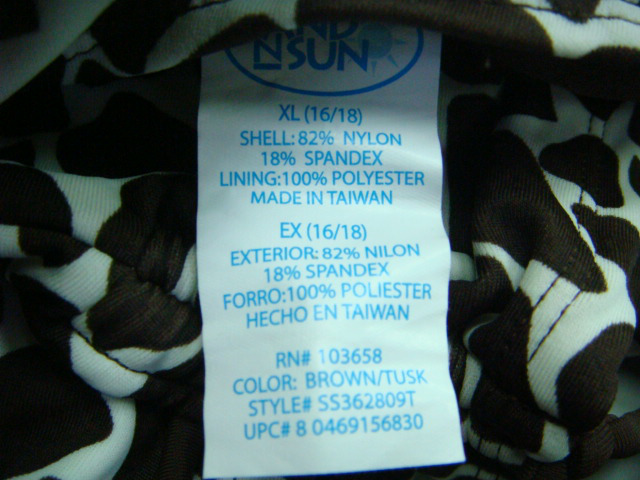 N SUN
XL (16/18)
SHELL: 82% NYLON
18% SPANDEX
LINING:100% POLYESTER
MADE IN TAIWAN
EX (16/18)
EXTERIOR: 82% NILON
18% SPANDEX
FORRO:100% POLIESTER
HECHO EN TAIWAN
RN# 103658
COLOR: BROWN/TUSK
STYLE# SS362809T
UPC# 8 0469156830